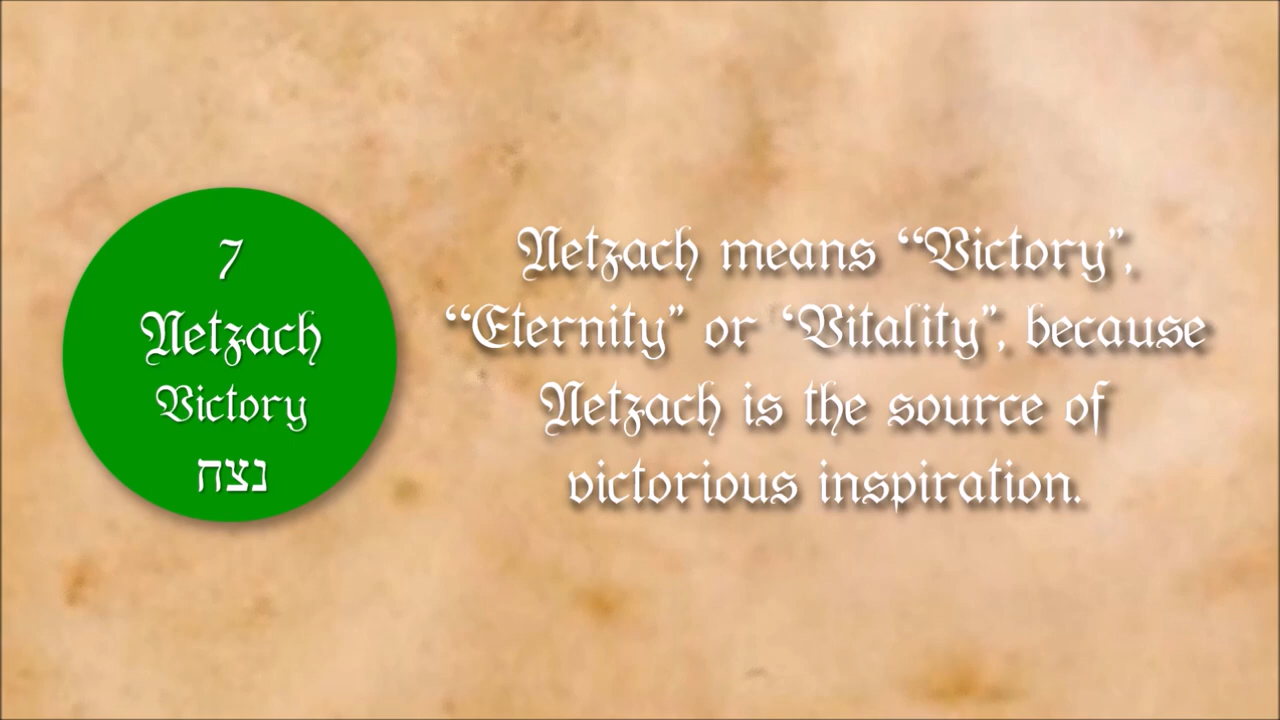 7
Netzach
Victory
נצח
Netzach means “Victory”,
“Eternity” or ‘Vitality”, because
Netzach is the source of
victorious inspiration.